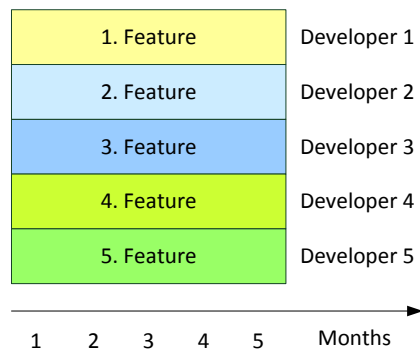 1. Feature Developer 1
2. Feature Developer 2
3. Feature Developer 3
4. Feature Developer 4
5. Feature Developer 5
1 2 3 4 5 Months